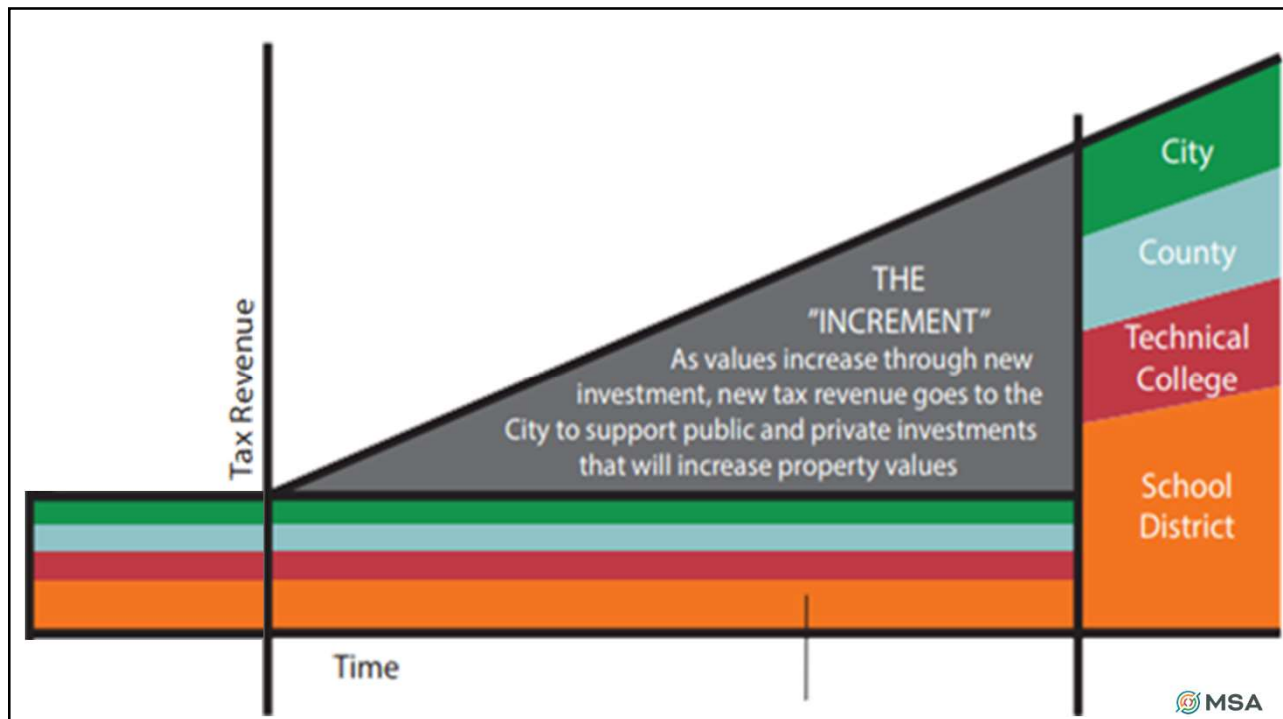 City
County
THE
"INCREMENT"
As values increase through new
investment, new tax revenue goes to the
City to support public and private investments
that will increase property values
Technical
College
School
District
Tax Revenue
Time
MSA